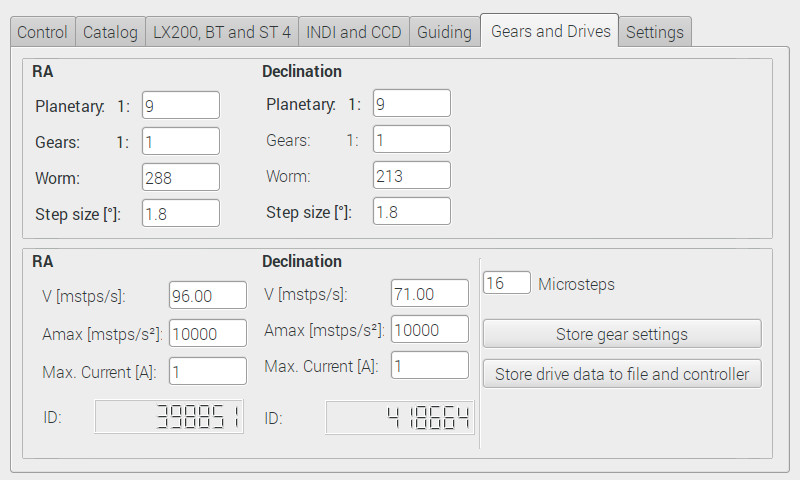 Control Catalog LX200, BT and ST 4 INDI and CCD Guiding Gears and Drives Settings
RA Declination
Planetary: 1: 9 Planetary: 1: 9
Gears: 1: 1 Gears: 1: 1
Worm: 288 Worm: 213
Step size [°]: 1.8 Step size [°]: 1.8
RA Declination
V [mstps/s]: 96.00 V [mstps/s]: 71.00 16 Microsteps
Amax [mstps/s²]: 10000 Amax [mstps/s²]: 10000 Store gear settings
Max. Current [A]: 1 Max. Current [A]: 1 Store drive data to file and controller
ID: 398851 ID: 418664